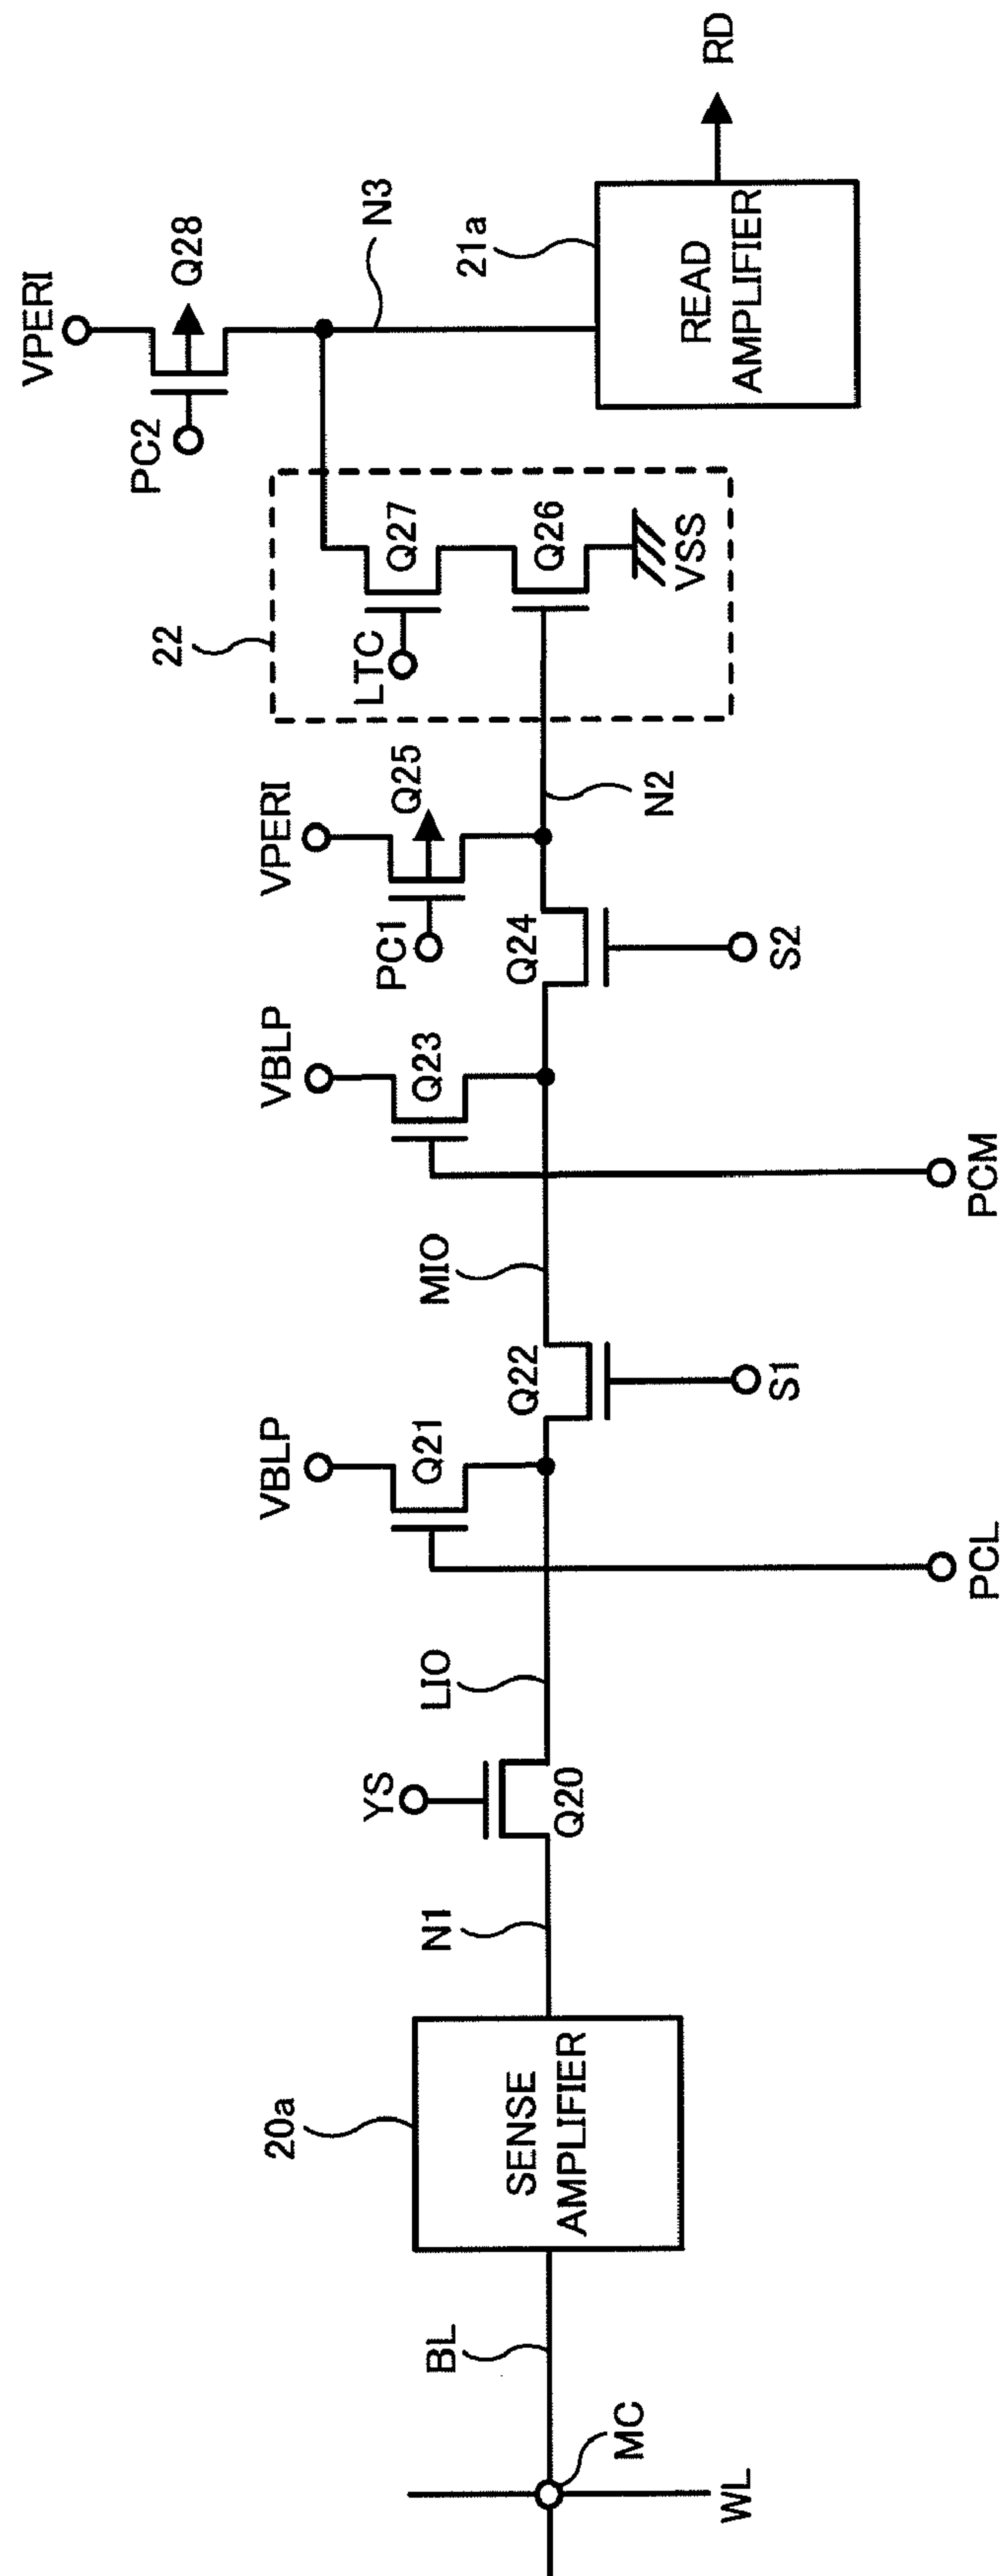 WL
MC
BL
20a
SENSE
AMPLIFIER
N1
YS
Q20
LIO
VBLP
Q21
PCL
Q22
S1
MIO
VBLP
Q23
PCM
Q24
S2
VPERI
PC1
Q25
N2
22
LTC
Q27
Q26
VSS
VPERI
PC2
Q28
N3
21a
READ
AMPLIFIER
RD